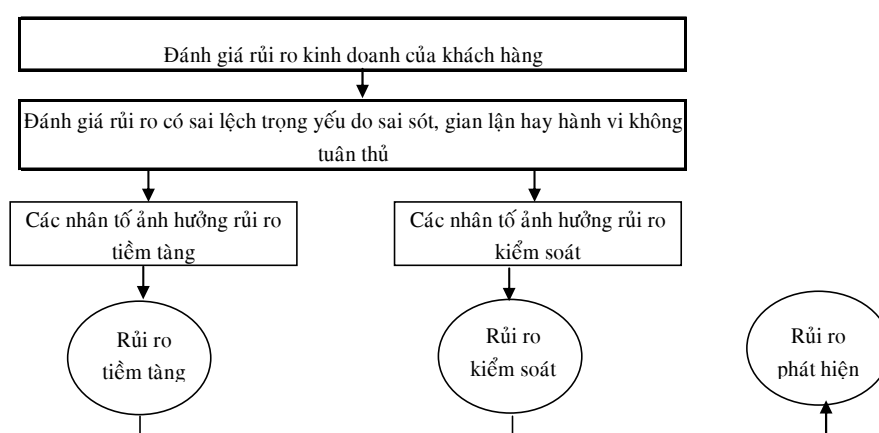 Đánh giá rủi ro kinh doanh của khách hàng
Đánh giá rủi ro có sai lệch trọng yếu do sai sót, gian lận hay hành vi không
tuân thủ
Các nhân tố ảnh hưởng rủi ro
tiềm tàng
Các nhân tố ảnh hưởng rủi ro
kiểm soát
Rủi ro
tiềm tàng
Rủi ro
kiểm soát
Rủi ro
phát hiện